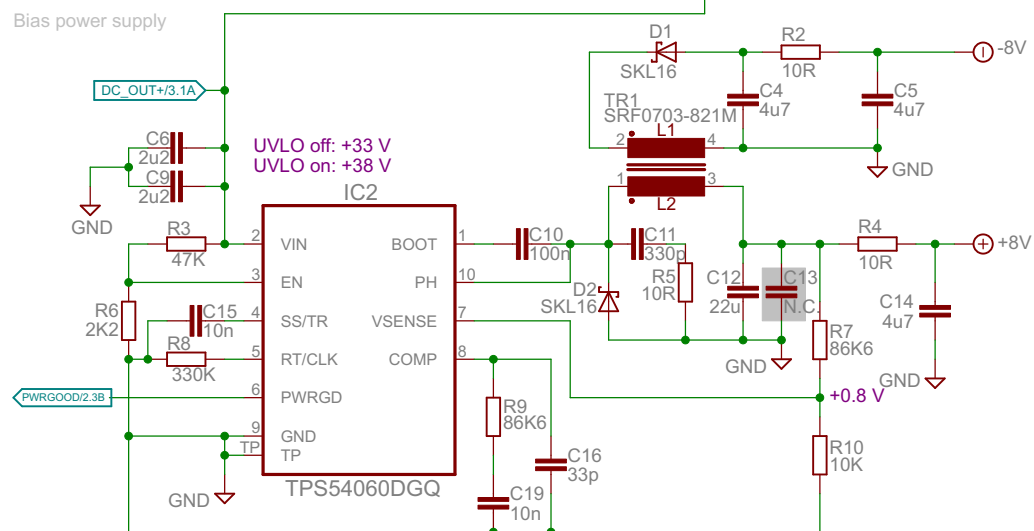 Bias power supply
DC_OUT+/3.1A
C6
2u2
C9
2u2
GND
UVLO off: +33 V
UVLO on: +38 V
IC2
R3
47K
R6
2K2
C15
10n
R8
330K
PWRGOOD/2.3B
2
VIN
3
EN
4
SS/TR
5
RT/CLK
6
PWRGD
9
GND
TP
TP
BOOT
1
PH
10
VSENSE
7
COMP
8
GND
TPS54060DGQ
C10
100n
C11
330p
R5
10R
D2
SKL16
D1
SKL16
TR1
SRF0703-821M
L1
2
4
1
3
L2
C4
4u7
R2
10R
C5
4u7
-8V
GND
R4
10R
+8V
C12
22u
C13
N.C.
GND
C14
4u7
GND
R7
86K6
+0.8 V
R9
86K6
C16
33p
C19
10n
R10
10K